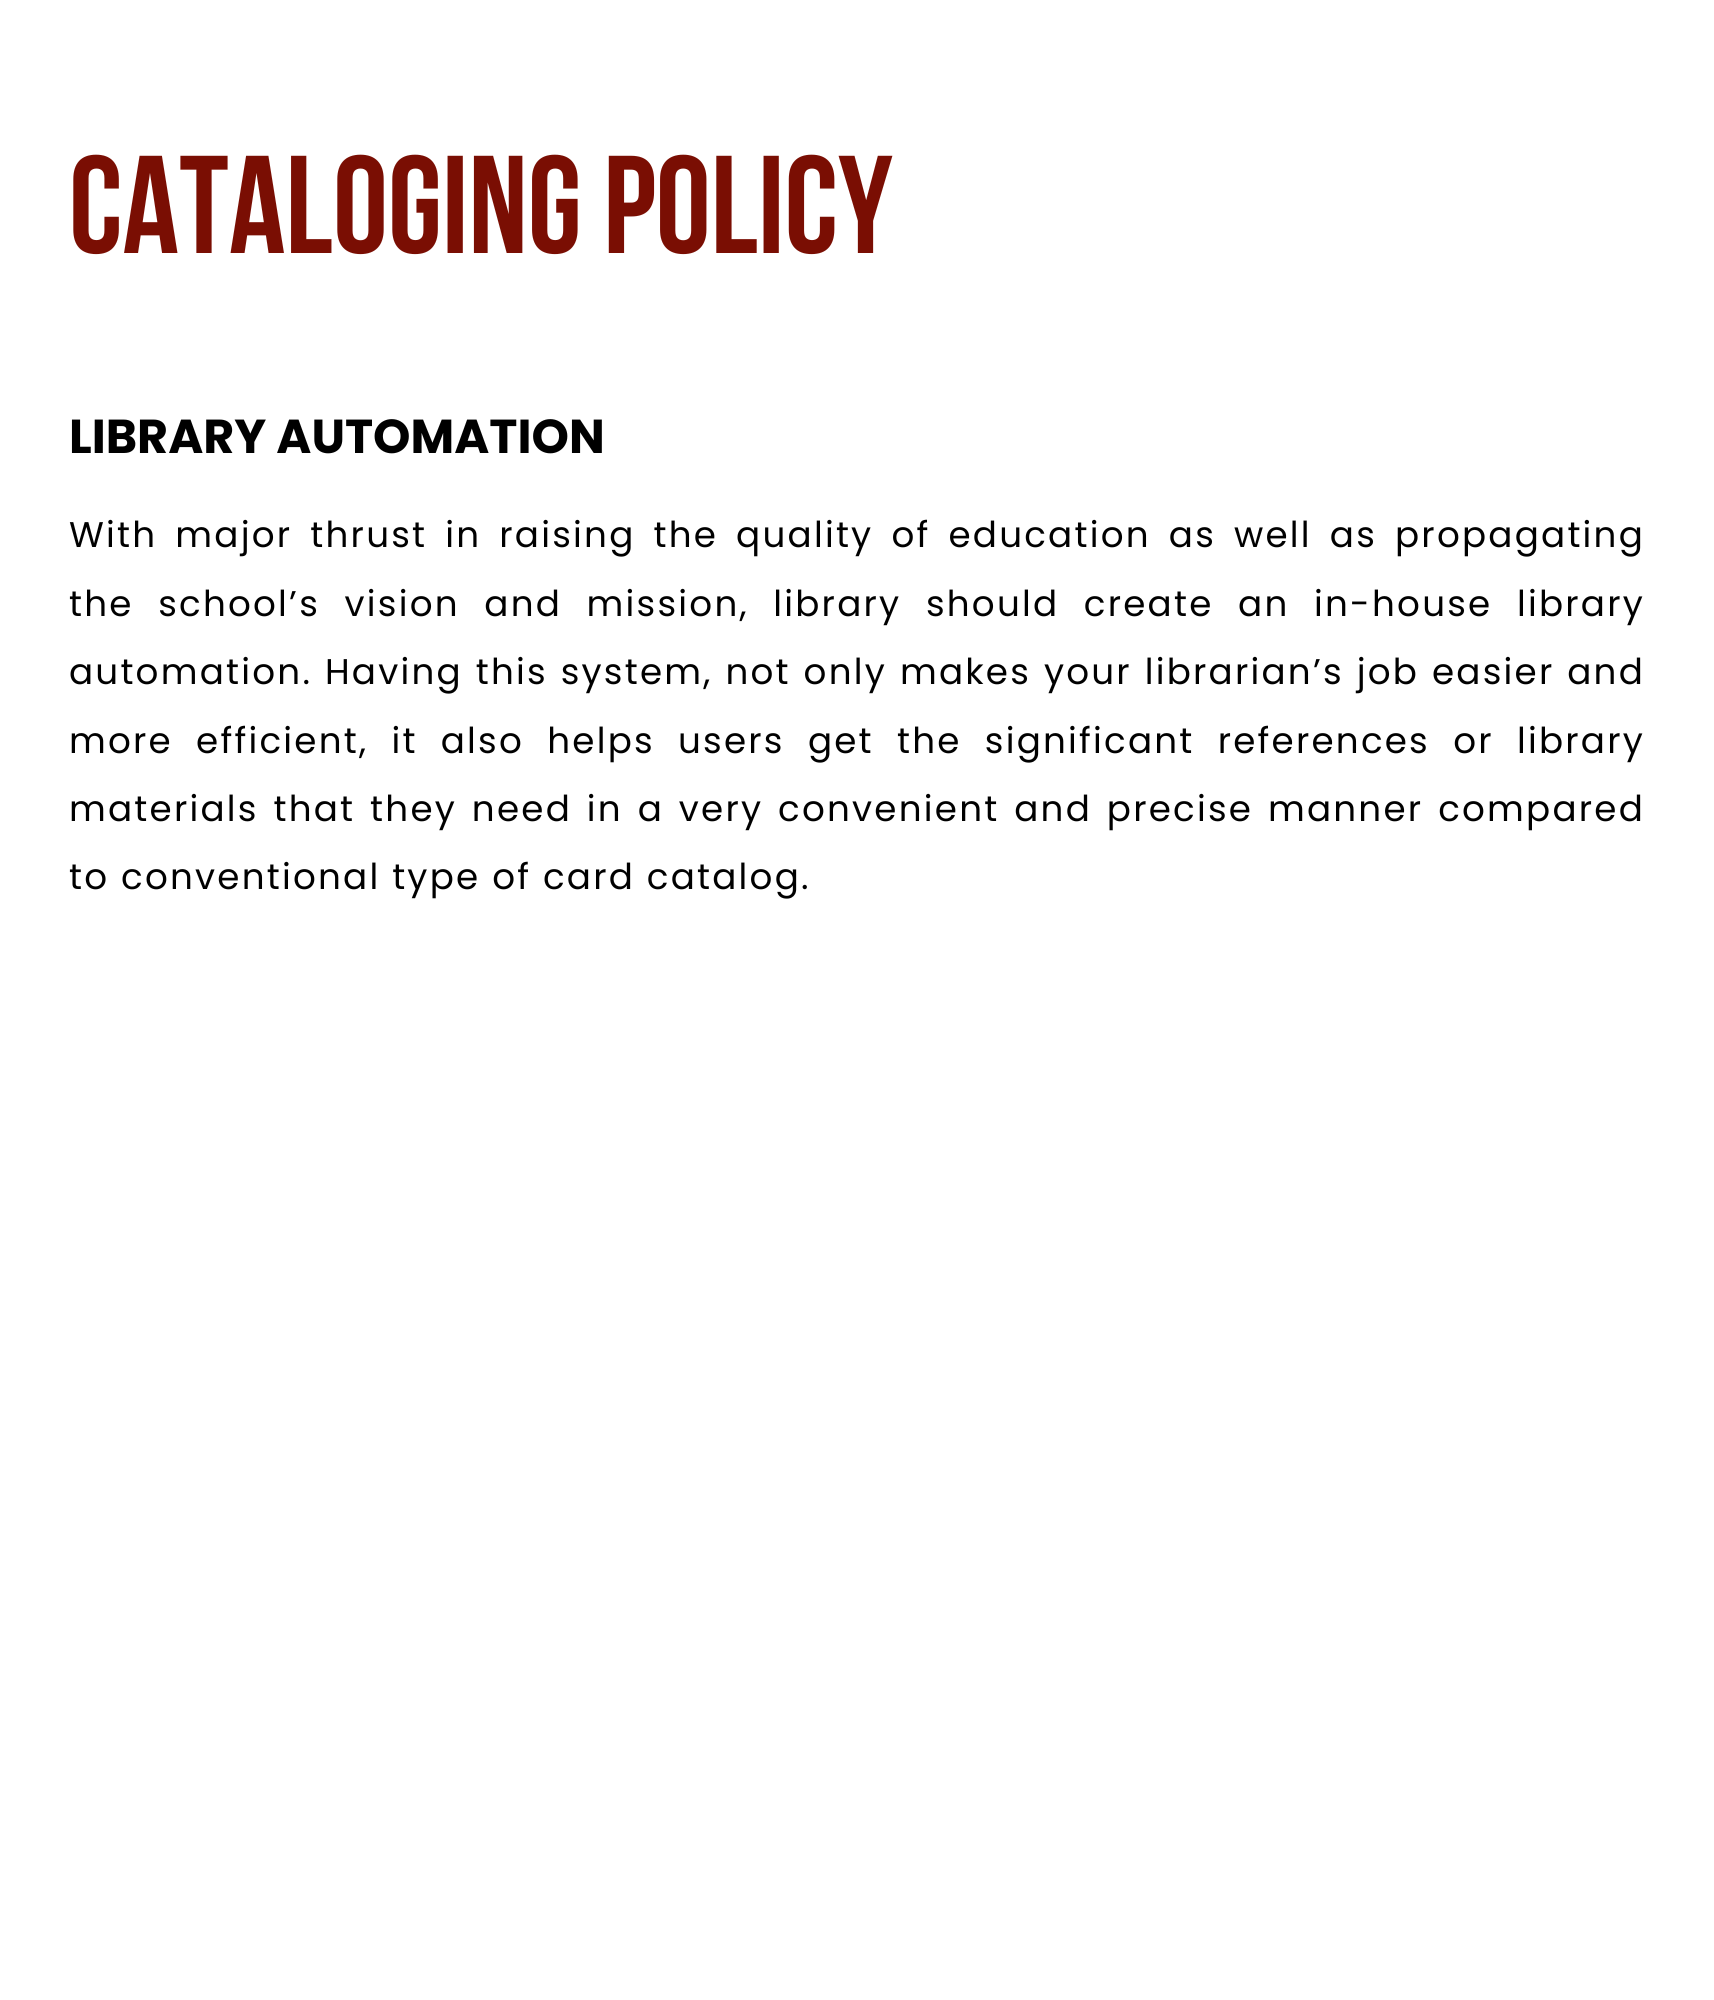 CATALOGING POLICY
LIBRARY AUTOMATION
With major thrust in raising the quality of education as well as propagating
the school’s vision and mission, library should create an in-house library
automation. Having this system, not only makes your librarian’s job easier and
more efficient, it also helps users get the significant references or library
materials that they need in a very convenient and precise manner compared
to conventional type of card catalog.